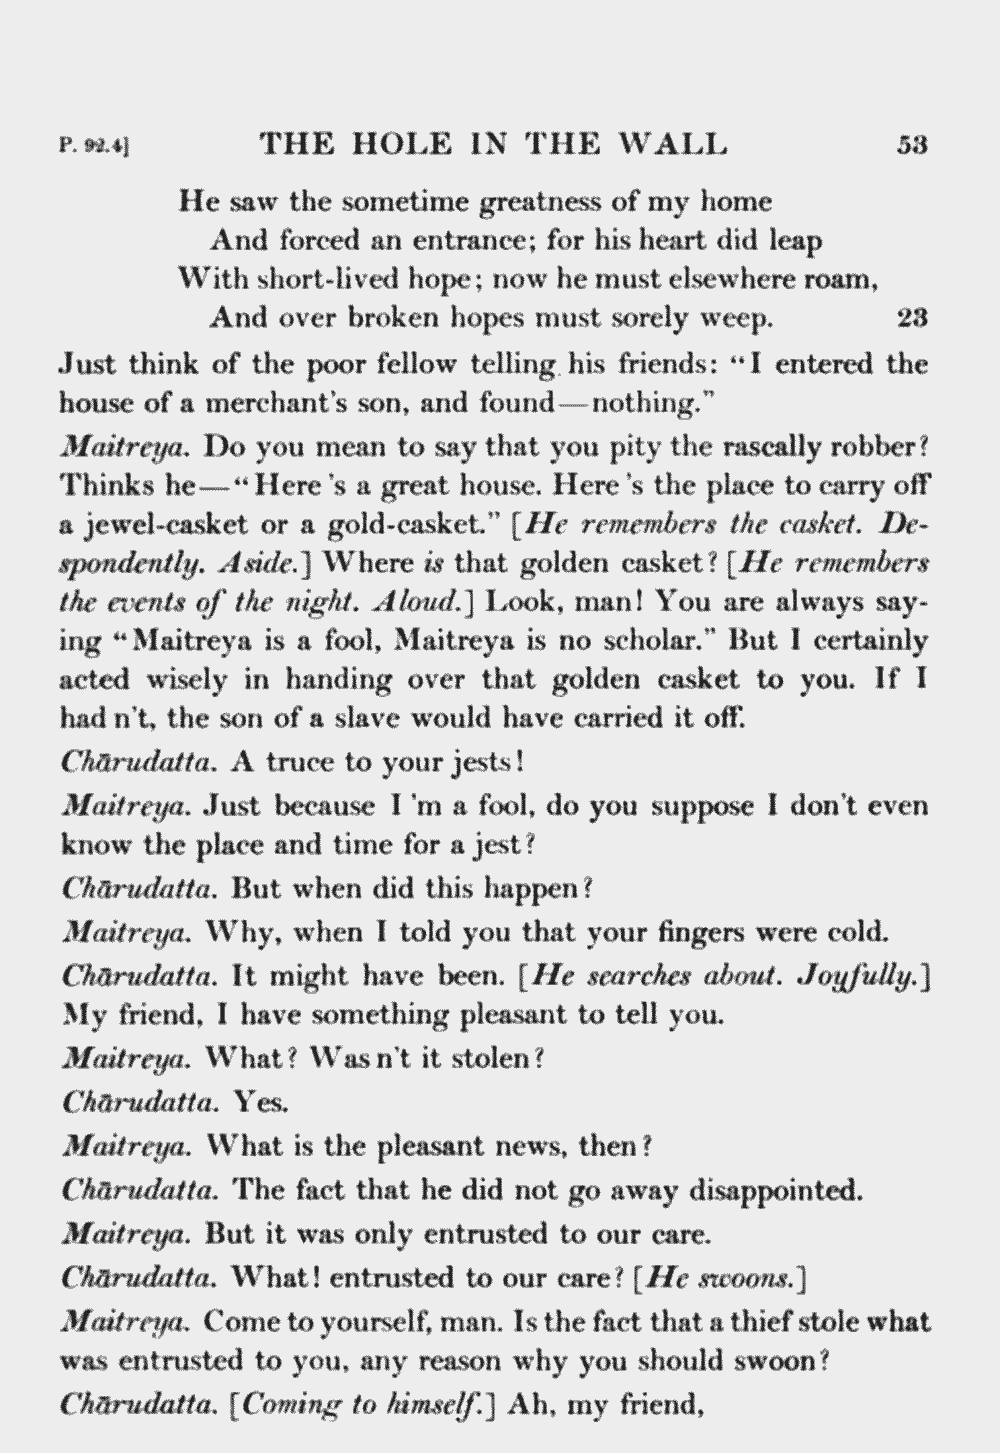 P. 92.4] THE HOLE IN THE WALL 53
He saw the sometime greatness of my home
And forced an entrance; for his heart did leap
With short-lived hope; now he must elsewhere roam,
And over broken hopes must sorely weep. 23
Just think of the poor fellow telling his friends: "I entered the
house of a merchant's son, and found—nothing."
Maitreya. Do you mean to say that you pity the rascally robber?
Thinks he—"Here 's a great house. Here 's the place to carry off
a jewel-casket or a gold-casket." [He remembers the casket. De-
spondently. Aside.] Where is that golden casket? [He remembers
the events of the night. Aloud.] Look, man! You are always say-
ing "Maitreya is a fool, Maitreya is no scholar." But I certainly
acted wisely in handing over that golden casket to you. If I
had n't, the son of a slave would have carried it off.
Chārudatta. A truce to your jests!
Maitreya. Just because I 'm a fool, do you suppose I don't even
know the place and time for a jest?
Chārudatta. But when did this happen?
Maitreya. Why, when I told you that your fingers were cold.
Chārudatta. It might have been. [He searches about. Joyfully.]
My friend, I have something pleasant to tell you.
Maitreya. What? Was n't it stolen?
Chārudatta. Yes.
Maitreya. What is the pleasant news, then?
Chārudatta. The fact that he did not go away disappointed.
Maitreya. But it was only entrusted to our care.
Chārudatta. What! entrusted to our care? [He swoons.]
Maitreya. Come to yourself, man. Is the fact that a thief stole what
was entrusted to you, any reason why you should swoon?
Chārudatta. [Coming to himself.] Ah, my friend,